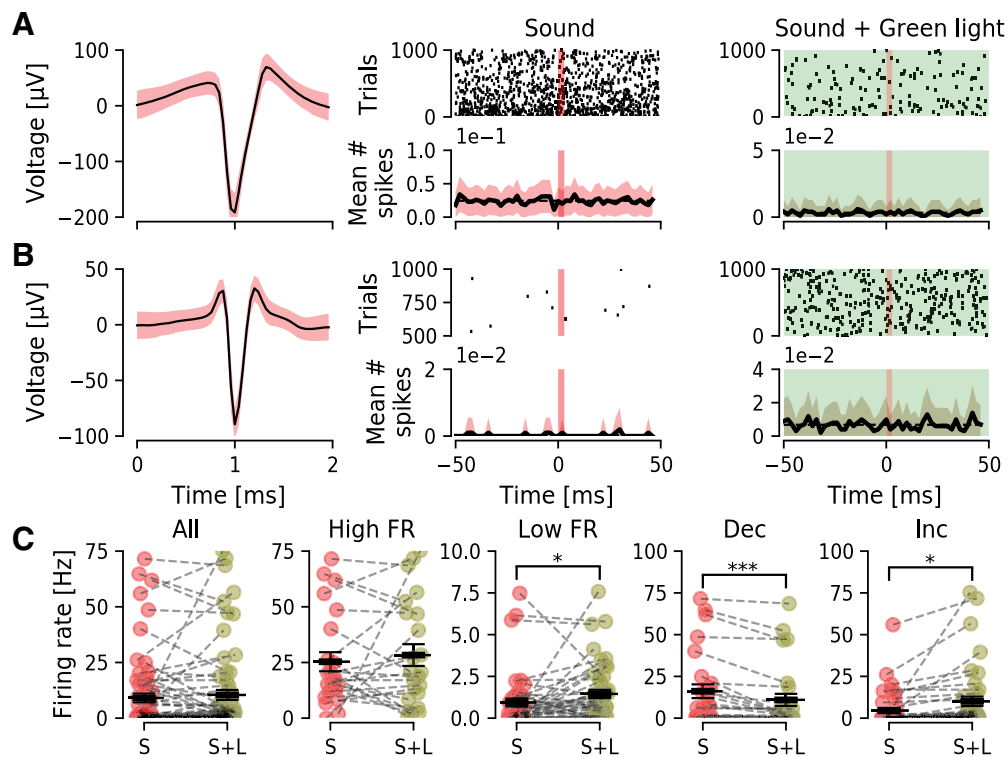 A
Sound
Sound + Green light
Voltage [µV]
100
0
−100
−200
Trials
1000
0
1000
0
Mean #
spikes
1e−1
1.0
0.5
0.0
1e−2
5
0
B
Voltage [µV]
50
0
−50
−100
0
1
2
Time [ms]
Trials
1000
750
500
1000
0
Mean #
spikes
1e−2
2
0
−50
0
50
Time [ms]
1e−2
4
2
0
−50
0
50
Time [ms]
C
All
High FR
Low FR
Dec
Inc
Firing rate [Hz]
75
50
25
0
S
S+L
75
50
25
0
S
S+L
10.0
7.5
5.0
2.5
0.0
*
S
S+L
100
75
50
25
0
***
S
S+L
100
75
50
25
0
*
S
S+L